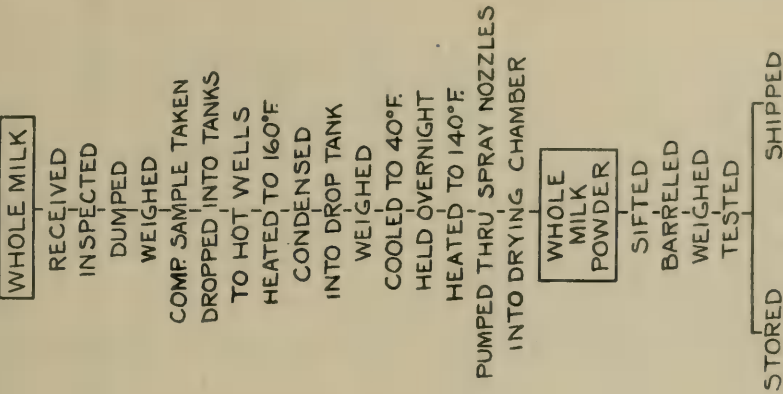 WHOLE MILK
RECEIVED
INSPECTED
DUMPED
WEIGHED
COMP. SAMPLE TAKEN
DROPPED INTO TANKS
TO HOT WELLS
HEATED TO 160°F.
CONDENSED
INTO DROP TANK
WEIGHED
COOLED TO 40°F.
HELD OVERNIGHT
HEATED TO 140°F.
PUMPED THRU SPRAY NOZZLES
INTO DRYING CHAMBER
WHOLE
MILK
POWDER
SIFTED
BARRELED
WEIGHED
TESTED
STORED SHIPPED